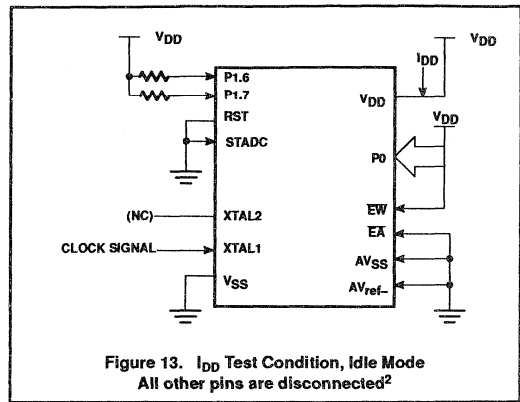 VDD
VDD
IDD
P1.6
P1.7
VDD
VDD
RST
STADC
P0
(NC)
XTAL2
EW
EA
CLOCK SIGNAL
XTAL1
AVSS
VSS
AVref–
Figure 13. IDD Test Condition, Idle Mode
All other pins are disconnected2